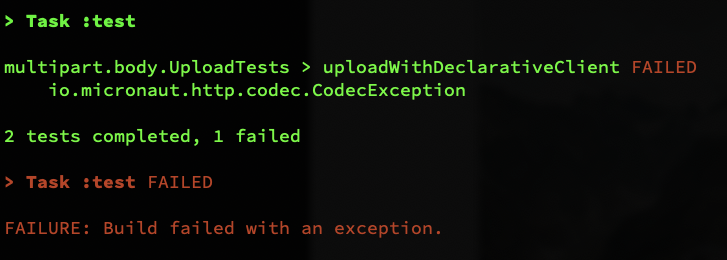 > Task :test
multipart.body.UploadTests > uploadWithDeclarativeClient FAILED
io.micronaut.http.codec.CodecException
2 tests completed, 1 failed
> Task :test FAILED
FAILURE: Build failed with an exception.